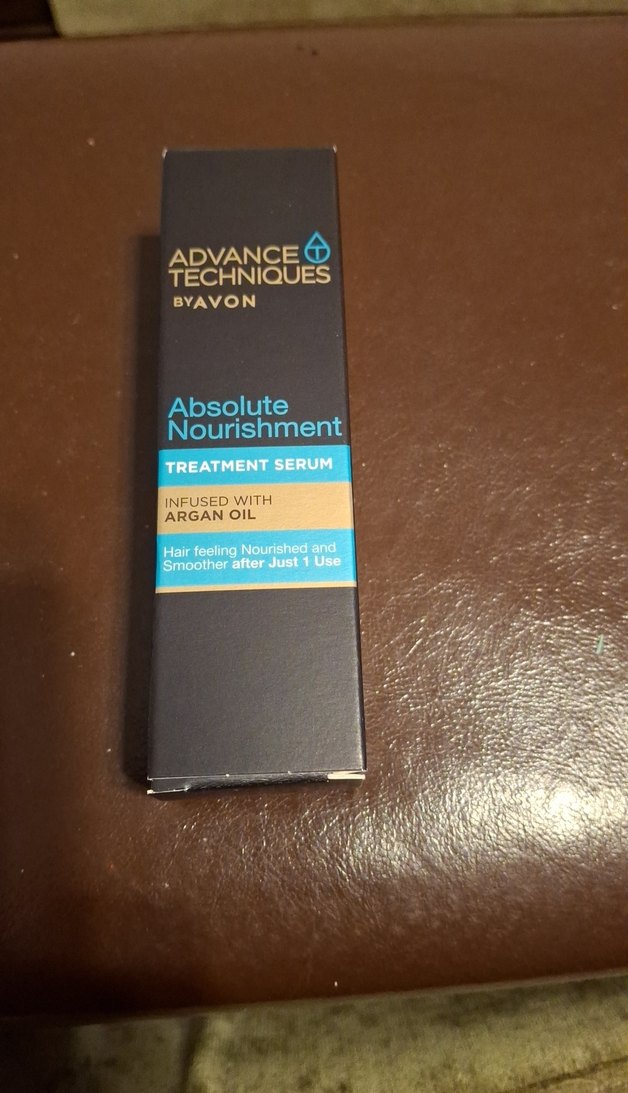 ADVANCE
TECHNIQUES
BY AVON
Absolute
Nourishment
TREATMENT SERUM
INFUSED WITH
ARGAN OIL
Hair feeling Nourished and
Smoother after Just 1 Use